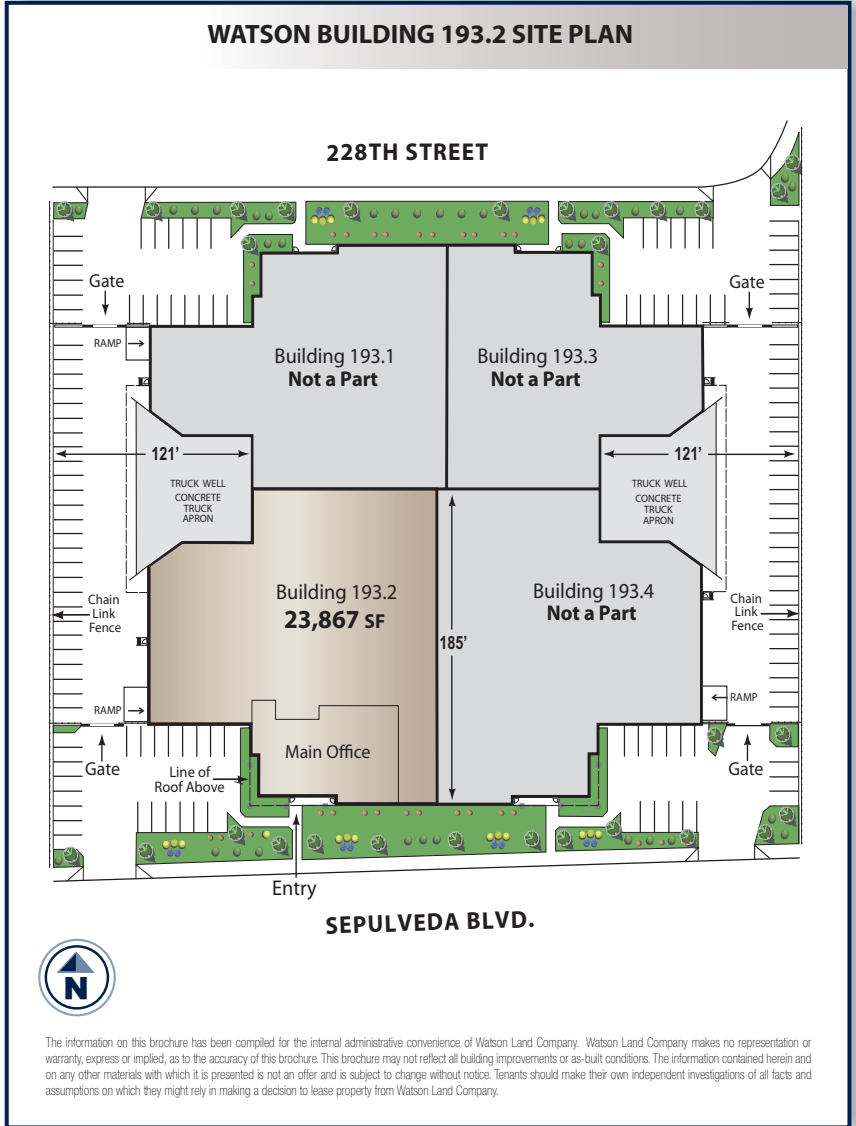 WATSON BUILDING 193.2 SITE PLAN
228TH STREET
Gate
Gate
RAMP
Building 193.1
Not a Part
Building 193.3
Not a Part
121'
121'
TRUCK WELL
CONCRETE
TRUCK
APRON
TRUCK WELL
CONCRETE
TRUCK
APRON
Building 193.2
23,867 SF
Building 193.4
Not a Part
Chain
Link
Fence
Chain
Link
Fence
185'
RAMP
RAMP
Main Office
Gate
Line of
Roof Above
Gate
Entry
SEPULVEDA BLVD.
N
The information on this brochure has been compiled for the internal administrative convenience of Watson Land Company. Watson Land Company makes no representation or
warranty, express or implied, as to the accuracy of this brochure. This brochure may not reflect all building improvements or as-built conditions. The information contained herein and
on any other materials with which it is presented is not an offer and is subject to change without notice. Tenants should make their own independent investigations of all facts and
assumptions on which they might rely in making a decision to lease property from Watson Land Company.